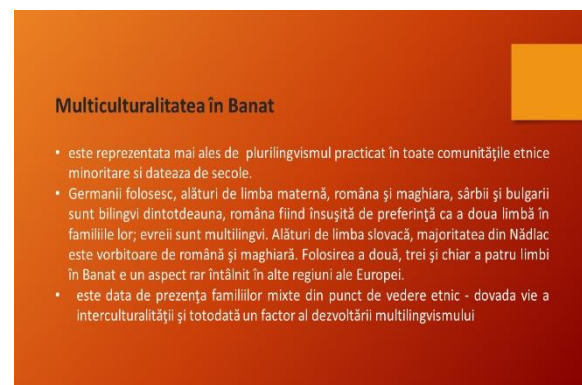 Multiculturalitatea în Banat
• este reprezentata mai ales de plurilingvismul practicat în toate comunităţile etnice
minoritare si dateaza de secole.
• Germanii folosesc, alături de limba maternă, româna şi maghiara, sârbii şi bulgarii
sunt bilingvi dintotdeauna, româna fiind însuşită de preferinţă ca a doua limbă în
familiile lor; evreii sunt multilingvi. Alături de limba slovacă, majoritatea din Nădlac
este vorbitoare de română şi maghiară. Folosirea a două, trei şi chiar a patru limbi
în Banat e un aspect rar întâlnit în alte regiuni ale Europei.
• este data de prezenţa familiilor mixte din punct de vedere etnic - dovada vie a
interculturalităţii şi totodată un factor al dezvoltării multilingvismului